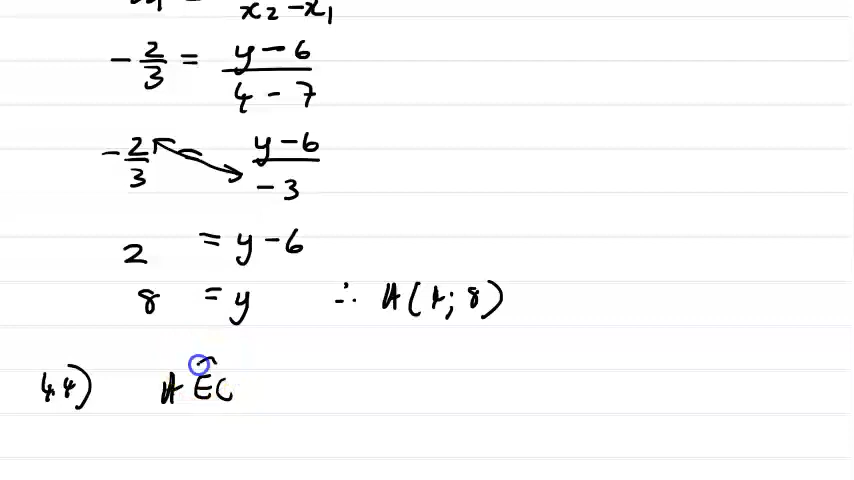 x₂ - x₁
-2/3 = (y - 6)/(4 - 7)
-2/3 = (y - 6)/-3
2 = y - 6
8 = y ∴ A(4; 8)
4.4) AÊC